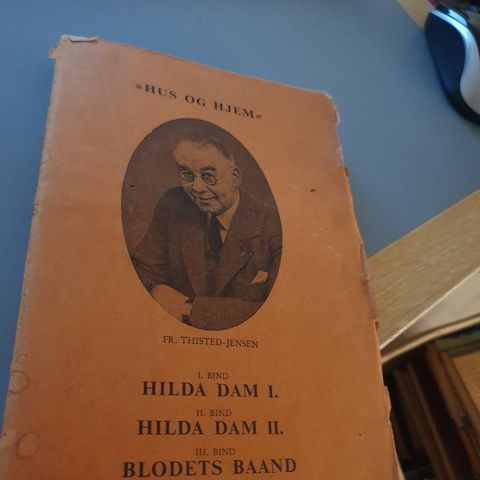 »HUS OG HJEM«
FR. THISTED-JENSEN
I. BIND
HILDA DAM I.
II. BIND
HILDA DAM II.
III. BIND
BLODETS BAAND